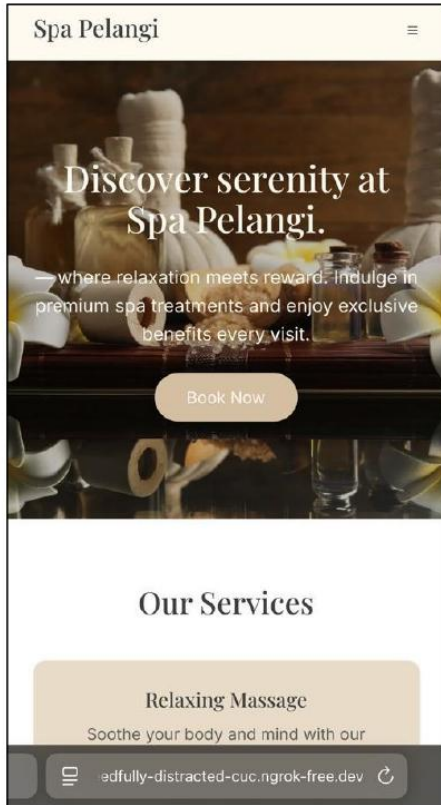 Spa Pelangi
Discover serenity at
Spa Pelangi.
—where relaxation meets reward. Indulge in
premium spa treatments and enjoy exclusive
benefits every visit.
Book Now
Our Services
Relaxing Massage
Soothe your body and mind with our
edfully-distracted-cuc.ngrok-free.dev